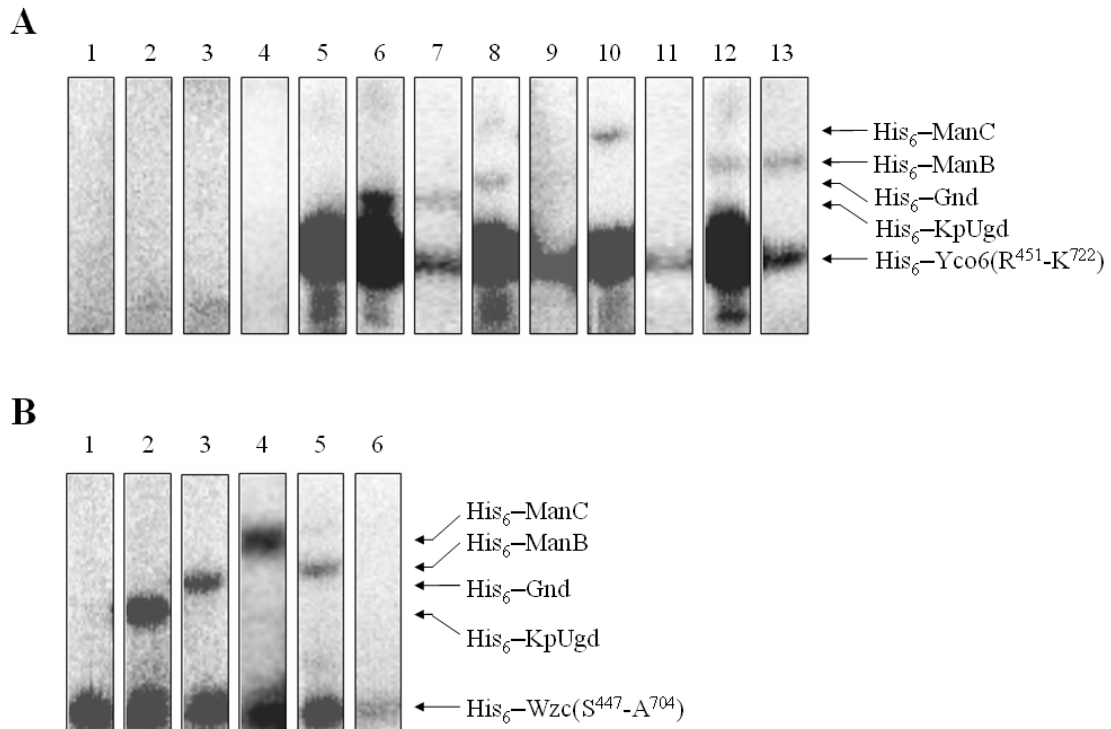 A
1 2 3 4 5 6 7 8 9 10 11 12 13
His₆–ManC
His₆–ManB
His₆–Gnd
His₆–KpUgd
His₆–Yco6(R⁴⁵¹-K⁷²²)
B
1 2 3 4 5 6
His₆–ManC
His₆–ManB
His₆–Gnd
His₆–KpUgd
His₆–Wzc(S⁴⁴⁷-A⁷⁰⁴)